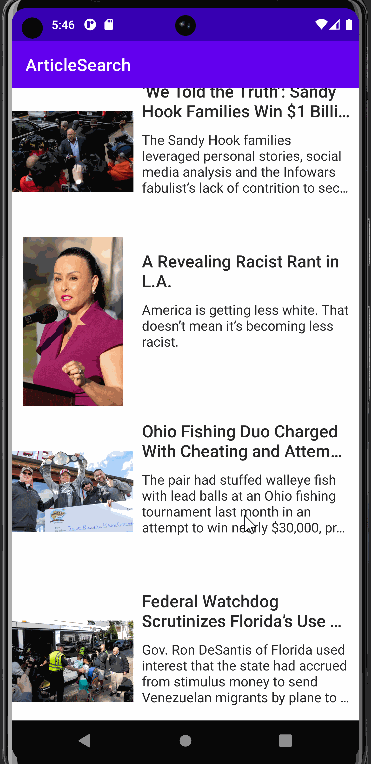 5:46
ArticleSearch
'We Told the Truth': Sandy
Hook Families Win $1 Billi...
The Sandy Hook families
leveraged personal stories, social
media analysis and the Infowars
fabulist's lack of contrition to sec...
A Revealing Racist Rant in
L.A.
America is getting less white. That
doesn't mean it's becoming less
racist.
Ohio Fishing Duo Charged
With Cheating and Attem...
The pair had stuffed walleye fish
with lead balls at an Ohio fishing
tournament last month in an
attempt to win nearly $30,000, pr...
Federal Watchdog
Scrutinizes Florida's Use ...
Gov. Ron DeSantis of Florida used
interest that the state had accrued
from stimulus money to send
Venezuelan migrants by plane to ...